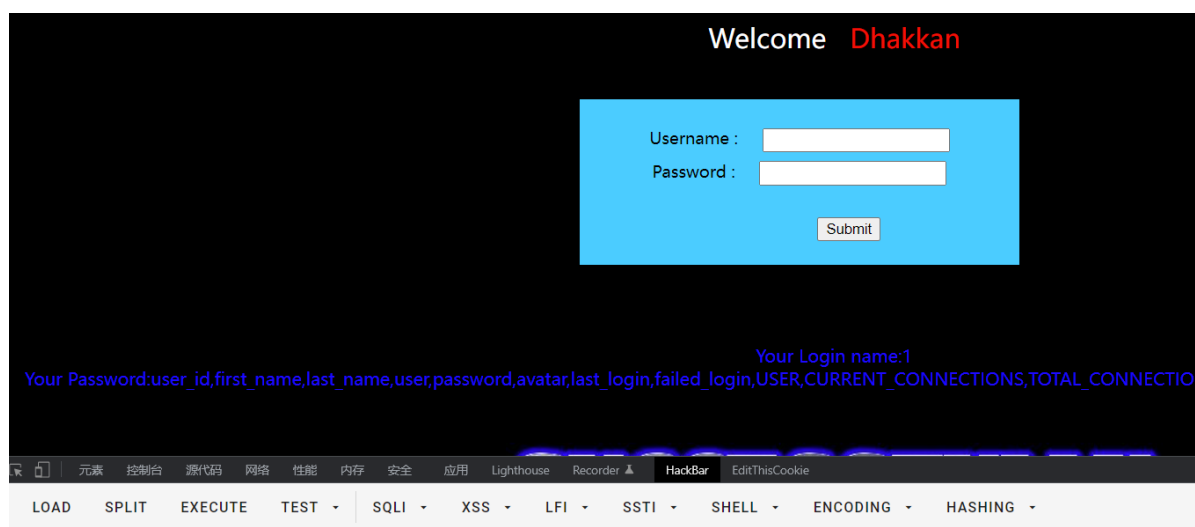 Welcome Dhakkan
Username :
Password :
Submit
Your Login name:1
Your Password:user_id,first_name,last_name,user,password,avatar,last_login,failed_login,USER,CURRENT_CONNECTIONS,TOTAL_CONNECTIO
元素 控制台 源代码 网络 性能 内存 安全 应用 Lighthouse Recorder HackBar EditThisCookie
LOAD SPLIT EXECUTE TEST SQLI XSS LFI SSTI SHELL ENCODING HASHING